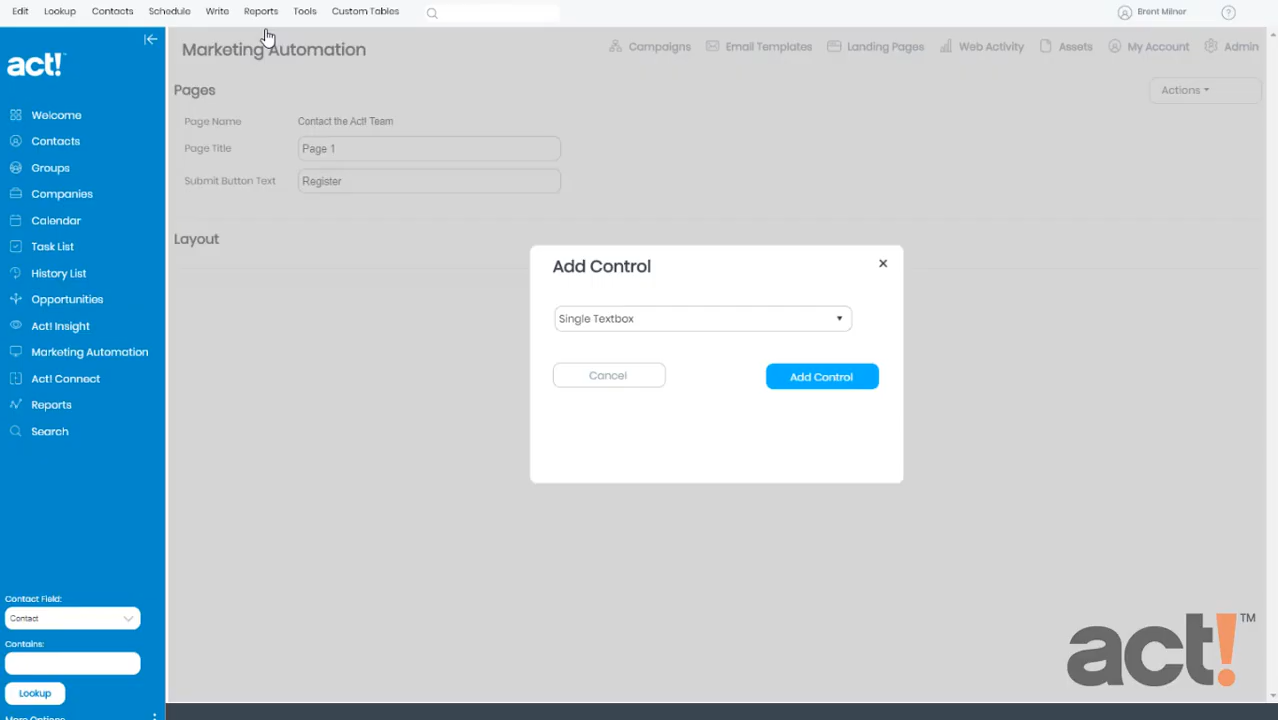 Edit Lookup Contacts Schedule Write Reports Tools Custom Tables Brent Milner ?
act!
Marketing Automation
Campaigns Email Templates Landing Pages Web Activity Assets My Account Admin
Welcome
Contacts
Groups
Companies
Calendar
Task List
History List
Opportunities
Act! Insight
Marketing Automation
Act! Connect
Reports
Search
Contact Field:
Contact
Contains:
Lookup
More Options
Pages
Actions
Page Name Contact the Act! Team
Page Title Page 1
Submit Button Text Register
Layout
Add Control
Single Textbox
Cancel Add Control
act!™